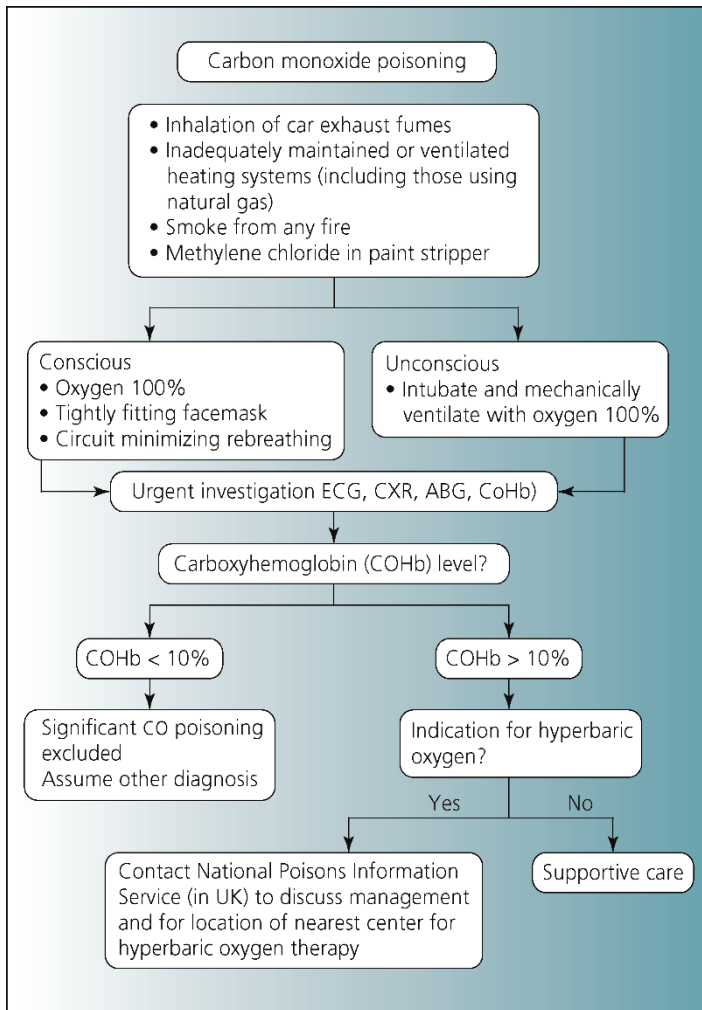 Carbon monoxide poisoning
• Inhalation of car exhaust fumes
• Inadequately maintained or ventilated
heating systems (including those using
natural gas)
• Smoke from any fire
• Methylene chloride in paint stripper
Conscious
• Oxygen 100%
• Tightly fitting facemask
• Circuit minimizing rebreathing
Unconscious
• Intubate and mechanically
ventilate with oxygen 100%
Urgent investigation ECG, CXR, ABG, CoHb)
Carboxyhemoglobin (COHb) level?
COHb < 10%
COHb > 10%
Significant CO poisoning
excluded
Assume other diagnosis
Indication for hyperbaric
oxygen?
Yes
No
Contact National Poisons Information
Service (in UK) to discuss management
and for location of nearest center for
hyperbaric oxygen therapy
Supportive care